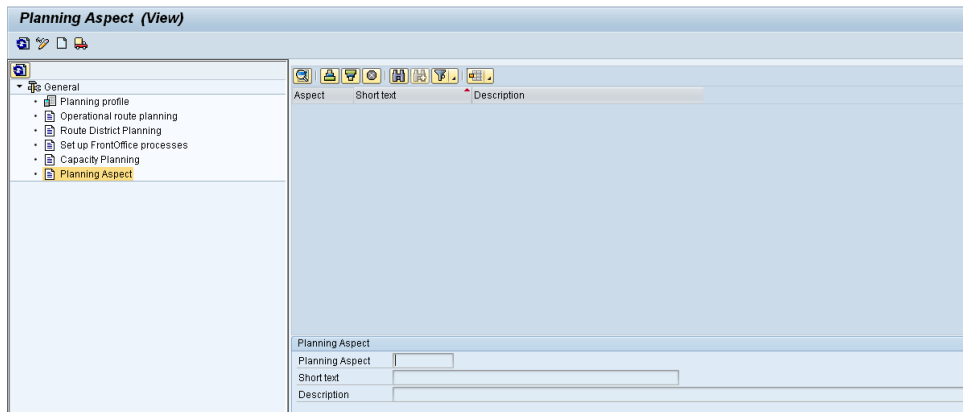 Planning Aspect (View)
General
Planning profile
Operational route planning
Route District Planning
Set up FrontOffice processes
Capacity Planning
Planning Aspect
Aspect Short text Description
Planning Aspect
Planning Aspect
Short text
Description